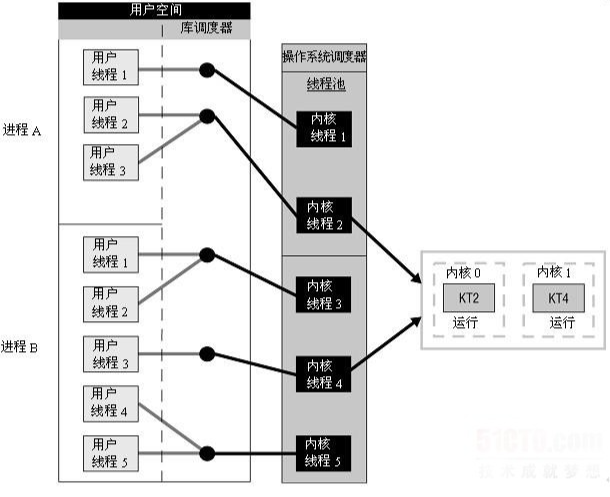 用户空间
库调度器
操作系统调度器
线程池
进程A
用户
线程1
用户
线程2
用户
线程3
内核
线程1
内核
线程2
进程B
用户
线程1
用户
线程2
用户
线程3
用户
线程4
用户
线程5
内核
线程3
内核
线程4
内核
线程5
内核0
KT2
运行
内核1
KT4
运行
51CTO.com
技术成就梦想